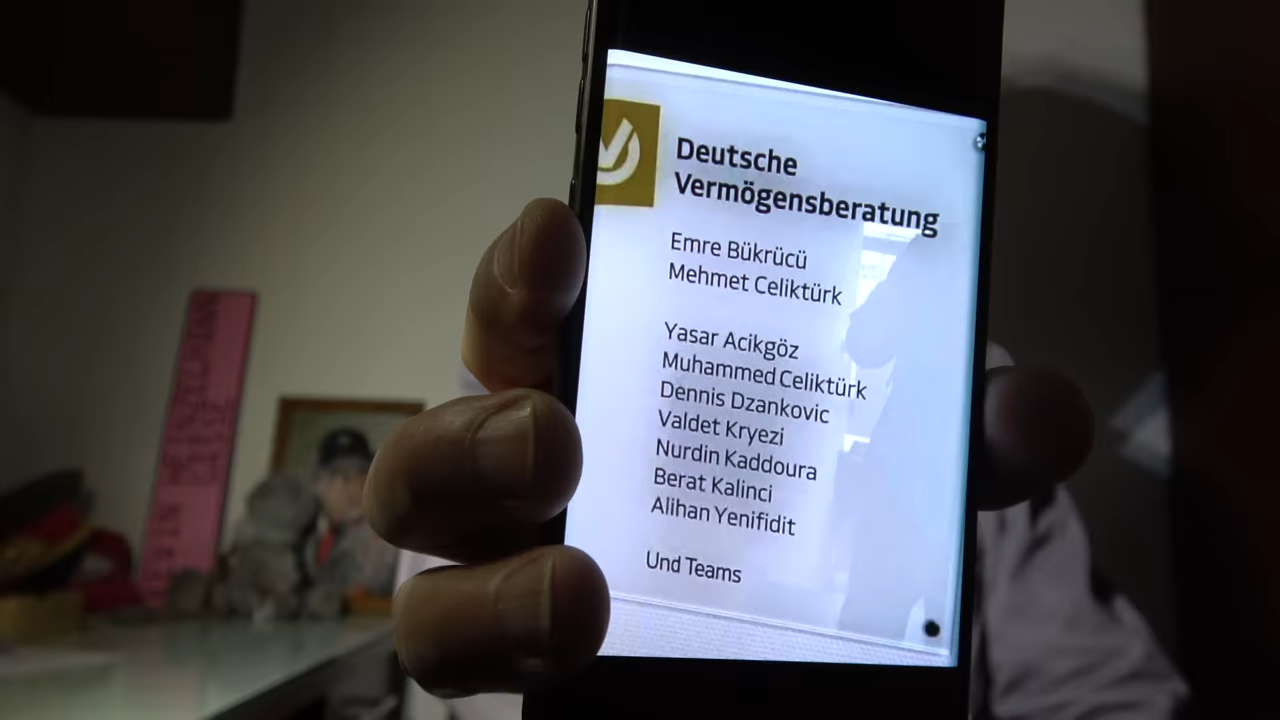 Deutsche
Vermögensberatung
Emre Bükrücü
Mehmet Celiktürk
Yasar Acikgöz
Muhammed Celiktürk
Dennis Dzankovic
Valdet Kryezi
Nurdin Kaddoura
Berat Kalinci
Alihan Yenifidit
Und Teams